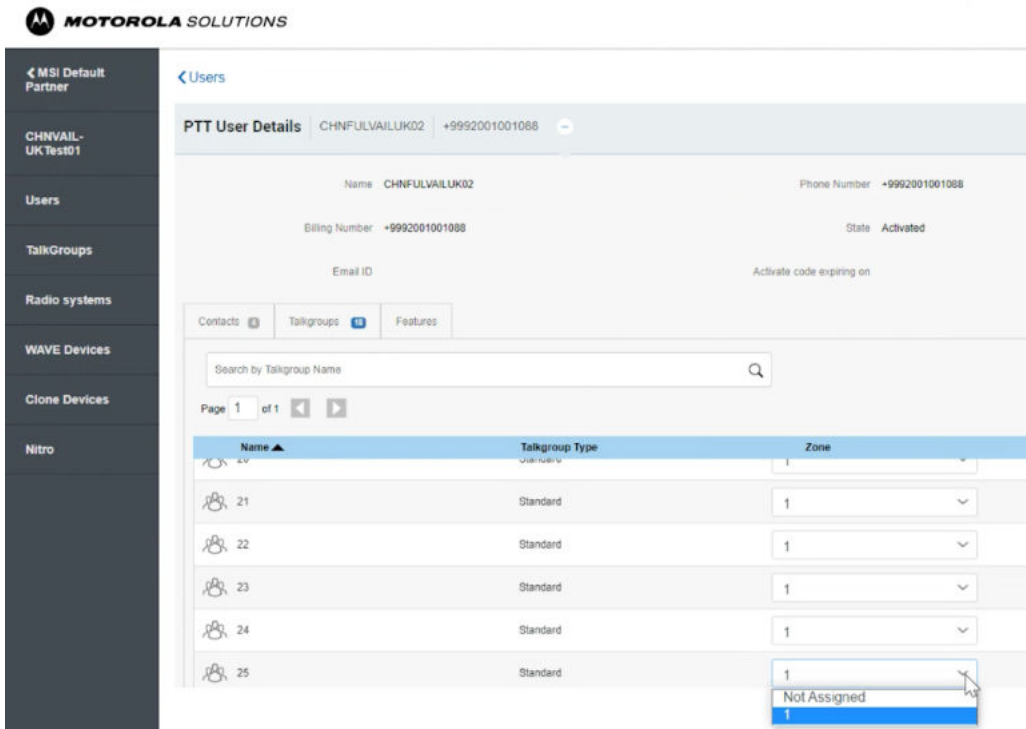 MOTOROLA SOLUTIONS
MSI Default
Partner
CHNVAIL-
UKTest01
Users
TalkGroups
Radio systems
WAVE Devices
Clone Devices
Nitro
Users
PTT User Details CHNFULVAILUK02 +9992001001088
Name CHNFULVAILUK02 Phone Number +9992001001088
Billing Number +9992001001088 State Activated
Email ID Activate code expiring on
Contacts Talkgroups Features
Search by Talkgroup Name
Page 1 of 1
Name Talkgroup Type Zone
20 Standard 1
21 Standard 1
22 Standard 1
23 Standard 1
24 Standard 1
25 Standard 1
Not Assigned
1